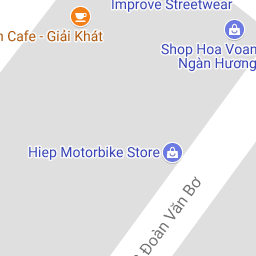 Improve Streetwear
Shop Hoa Voan
Ngàn Hương
Cafe - Giải Khát
Hiep Motorbike Store
Đoàn Văn Bơ